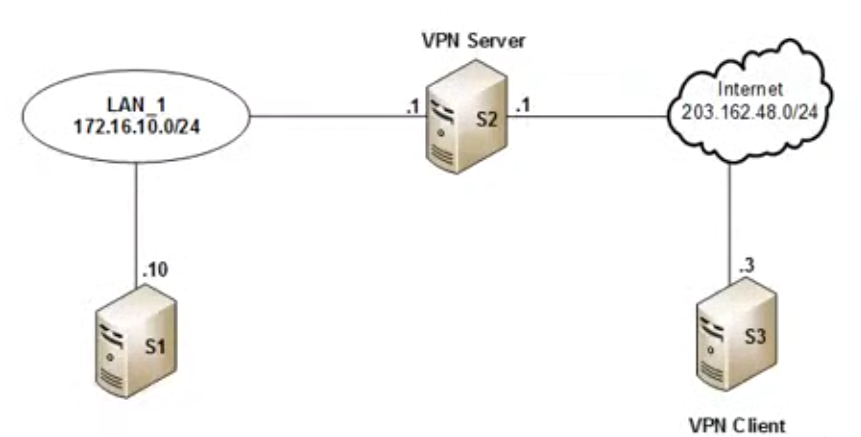 VPN Server
LAN_1
172.16.10.0/24
.1
S2
.1
Internet
203.162.48.0/24
.10
S1
.3
S3
VPN Client